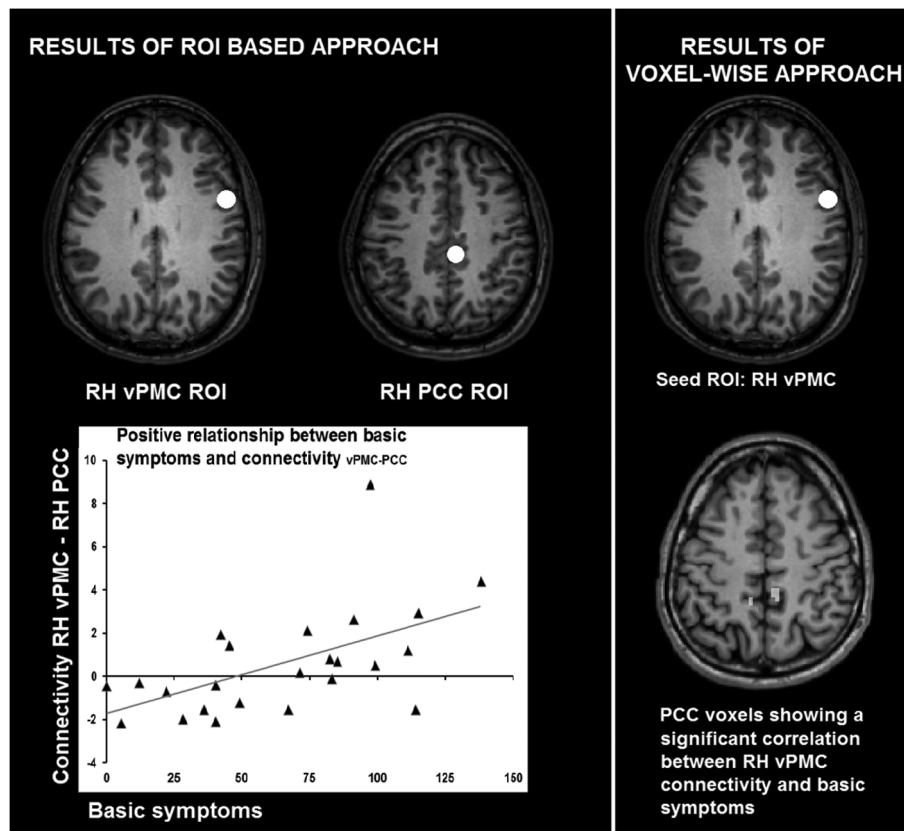 RESULTS OF ROI BASED APPROACH
RH vPMC ROI
RH PCC ROI
Positive relationship between basic
symptoms and connectivity vPMC-PCC
Connectivity RH vPMC - RH PCC
10
8
6
4
2
0
-2
-4
0
25
50
75
100
125
150
Basic symptoms
RESULTS OF
VOXEL-WISE APPROACH
Seed ROI: RH vPMC
PCC voxels showing a
significant correlation
between RH vPMC
connectivity and basic
symptoms